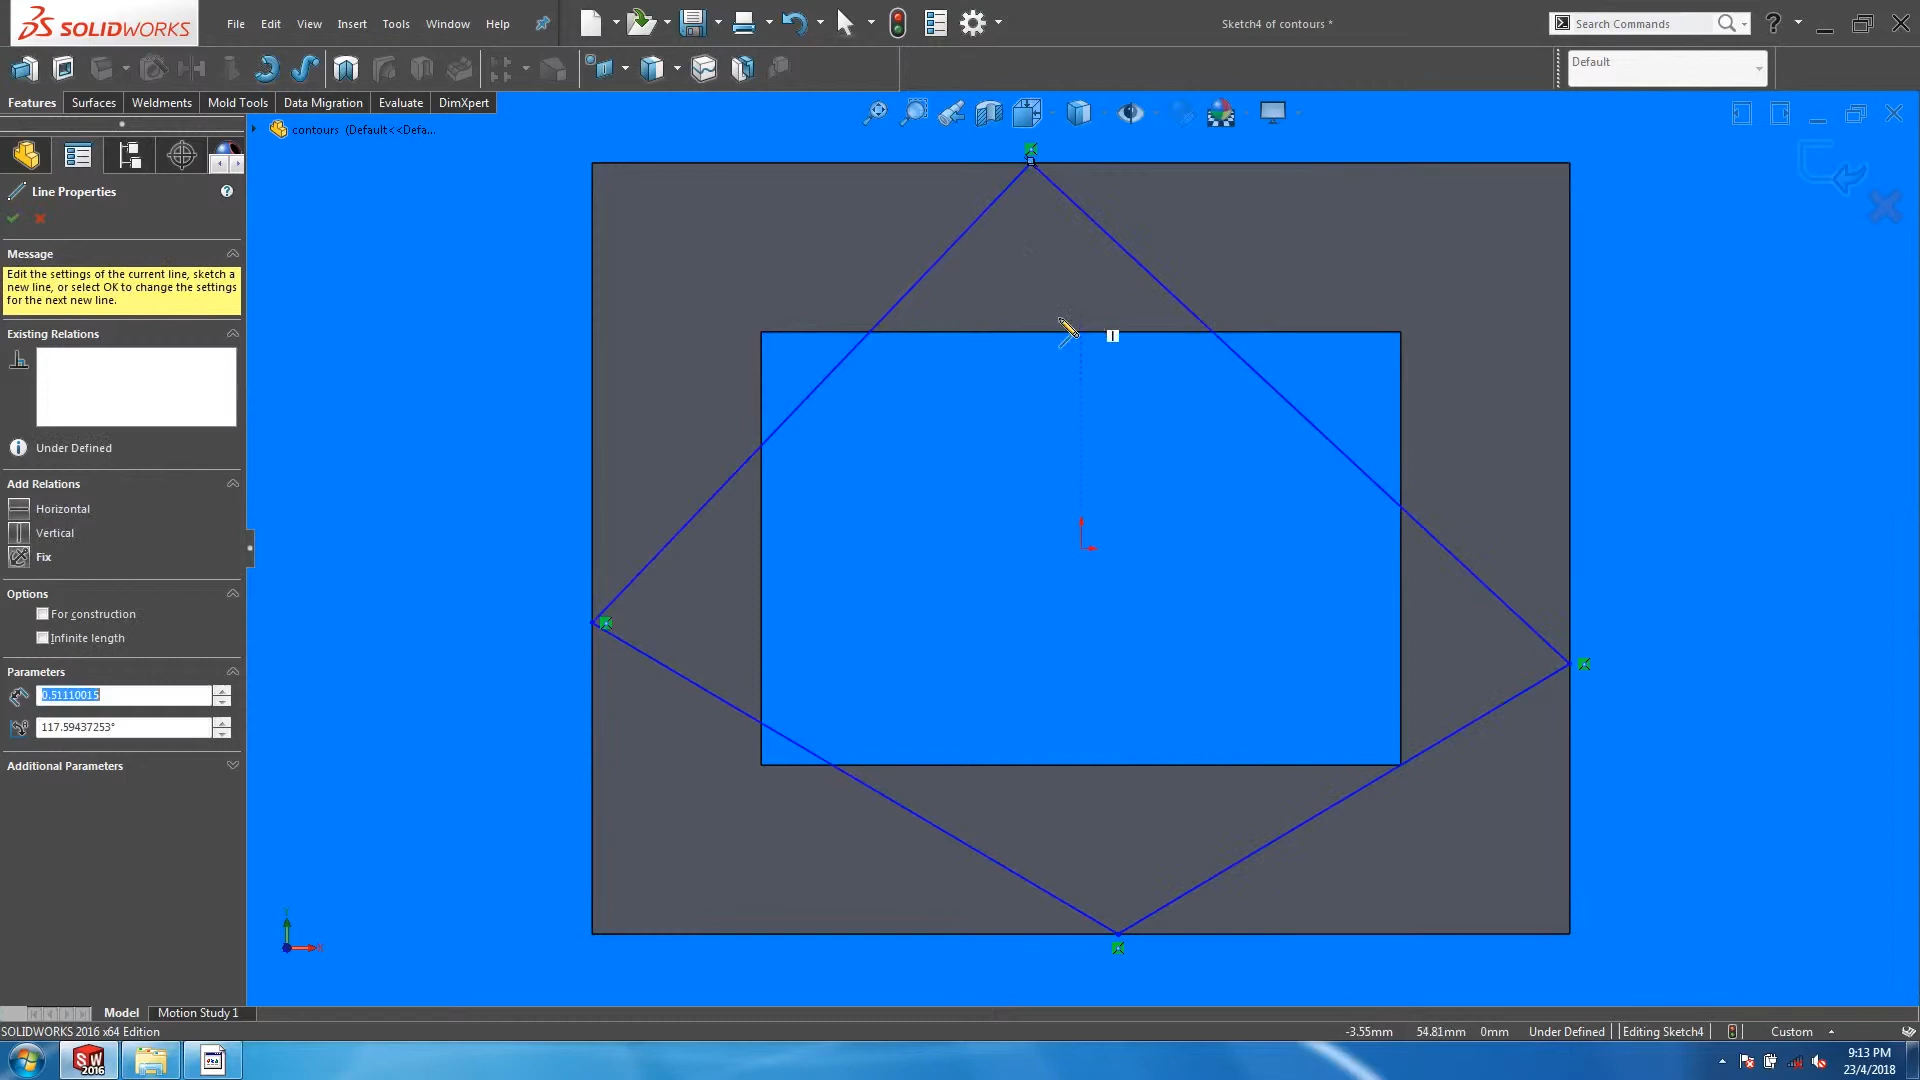 SOLIDWORKS
File Edit View Insert Tools Window Help
Sketch4 of contours *
Search Commands
Default
Features Surfaces Weldments Mold Tools Data Migration Evaluate DimXpert
contours (Default<<Defa...
Line Properties
Message
Edit the settings of the current line, sketch a
new line, or select OK to change the settings
for the next new line.
Existing Relations
Under Defined
Add Relations
Horizontal
Vertical
Fix
Options
For construction
Infinite length
Parameters
0.51110015
117.59437253°
Additional Parameters
Model Motion Study 1
SOLIDWORKS 2016 x64 Edition
-3.55mm 54.81mm 0mm Under Defined Editing Sketch4 Custom
SW
2016
9:13 PM
23/4/2018